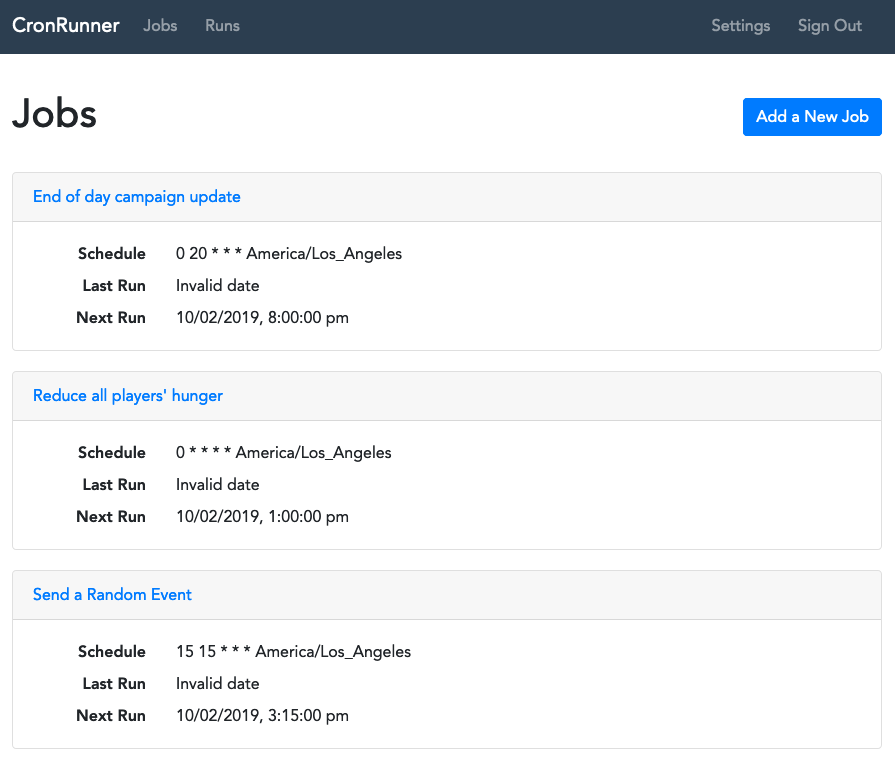 CronRunner Jobs Runs Settings Sign Out
Jobs
Add a New Job
End of day campaign update
Schedule 0 20 * * * America/Los_Angeles
Last Run Invalid date
Next Run 10/02/2019, 8:00:00 pm
Reduce all players' hunger
Schedule 0 * * * * America/Los_Angeles
Last Run Invalid date
Next Run 10/02/2019, 1:00:00 pm
Send a Random Event
Schedule 15 15 * * * America/Los_Angeles
Last Run Invalid date
Next Run 10/02/2019, 3:15:00 pm